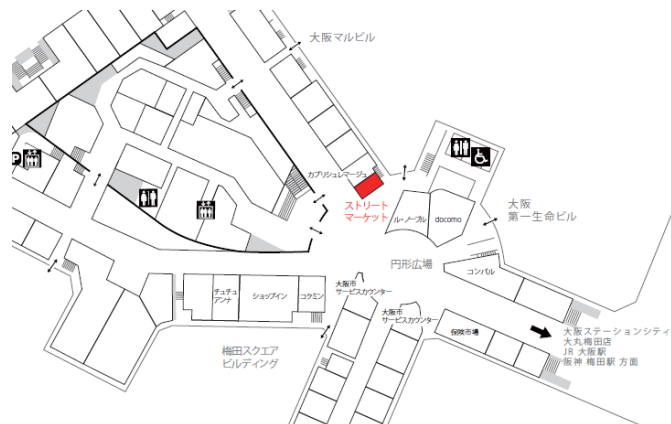 大阪マルビル
カプリシュレマージュ
ストリート
マーケット
ル・ノーブル
docomo
大阪
第一生命ビル
円形広場
コンパル
チュチュ
アンナ
ショップイン
コクミン
大阪市
サービスカウンター
大阪市
サービスカウンター
保険市場
梅田スクエア
ビルディング
大阪ステーションシティ
大丸梅田店
JR 大阪駅
阪神 梅田駅 方面
P